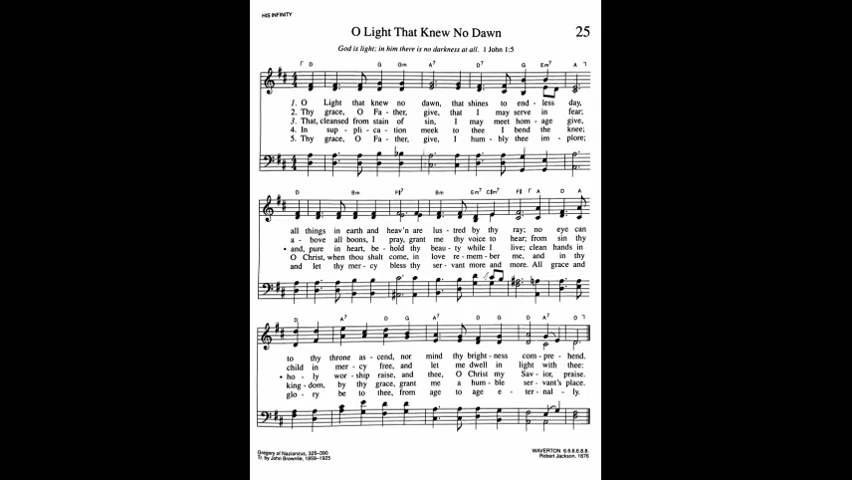 HIS INFINITY
O Light That Knew No Dawn 25
God is light; in him there is no darkness at all. 1 John 1:5
D G Gm A7 D G Em7 A
1. O Light that knew no dawn, that shines to end - less day,
2. Thy grace, O Fa - ther, give, that I may serve in fear;
3. That, cleansed from stain of sin, I may meet hom - age give,
4. In sup - pli - ca - tion meek to thee I bend the knee;
5. Thy grace, O Fa - ther, give, I hum - bly thee im - plore;
D Bm F♯7 Bm Em7 C♯m7 F♯ A D A
all things in earth and heav'n are lus - tred by thy ray; no eye can
a - bove all boons, I pray, grant me thy voice to hear; from sin thy
• and, pure in heart, be - hold thy beau - ty while I live; clean hands in
O Christ, when thou shalt come, in love re - mem - ber me, and in thy
and let thy mer - cy bless thy ser - vant more and more. All grace and
D A7 D G A7 D G D A7 D
to thy throne as - cend, nor mind thy bright - ness com - pre - hend.
child in mer - cy free, and let me dwell in light with thee:
• ho - ly wor - ship raise, and thee, O Christ my Sav - ior, praise.
king - dom, by thy grace, grant me a hum - ble ser - vant's place.
glo - ry be to thee, from age to age e - ter - nal - ly.
Gregory of Nazianzus, 325–390
Tr. by John Brownlie, 1859–1925
WAVERTON 6.6.6.6.8.8.
Robert Jackson, 1876